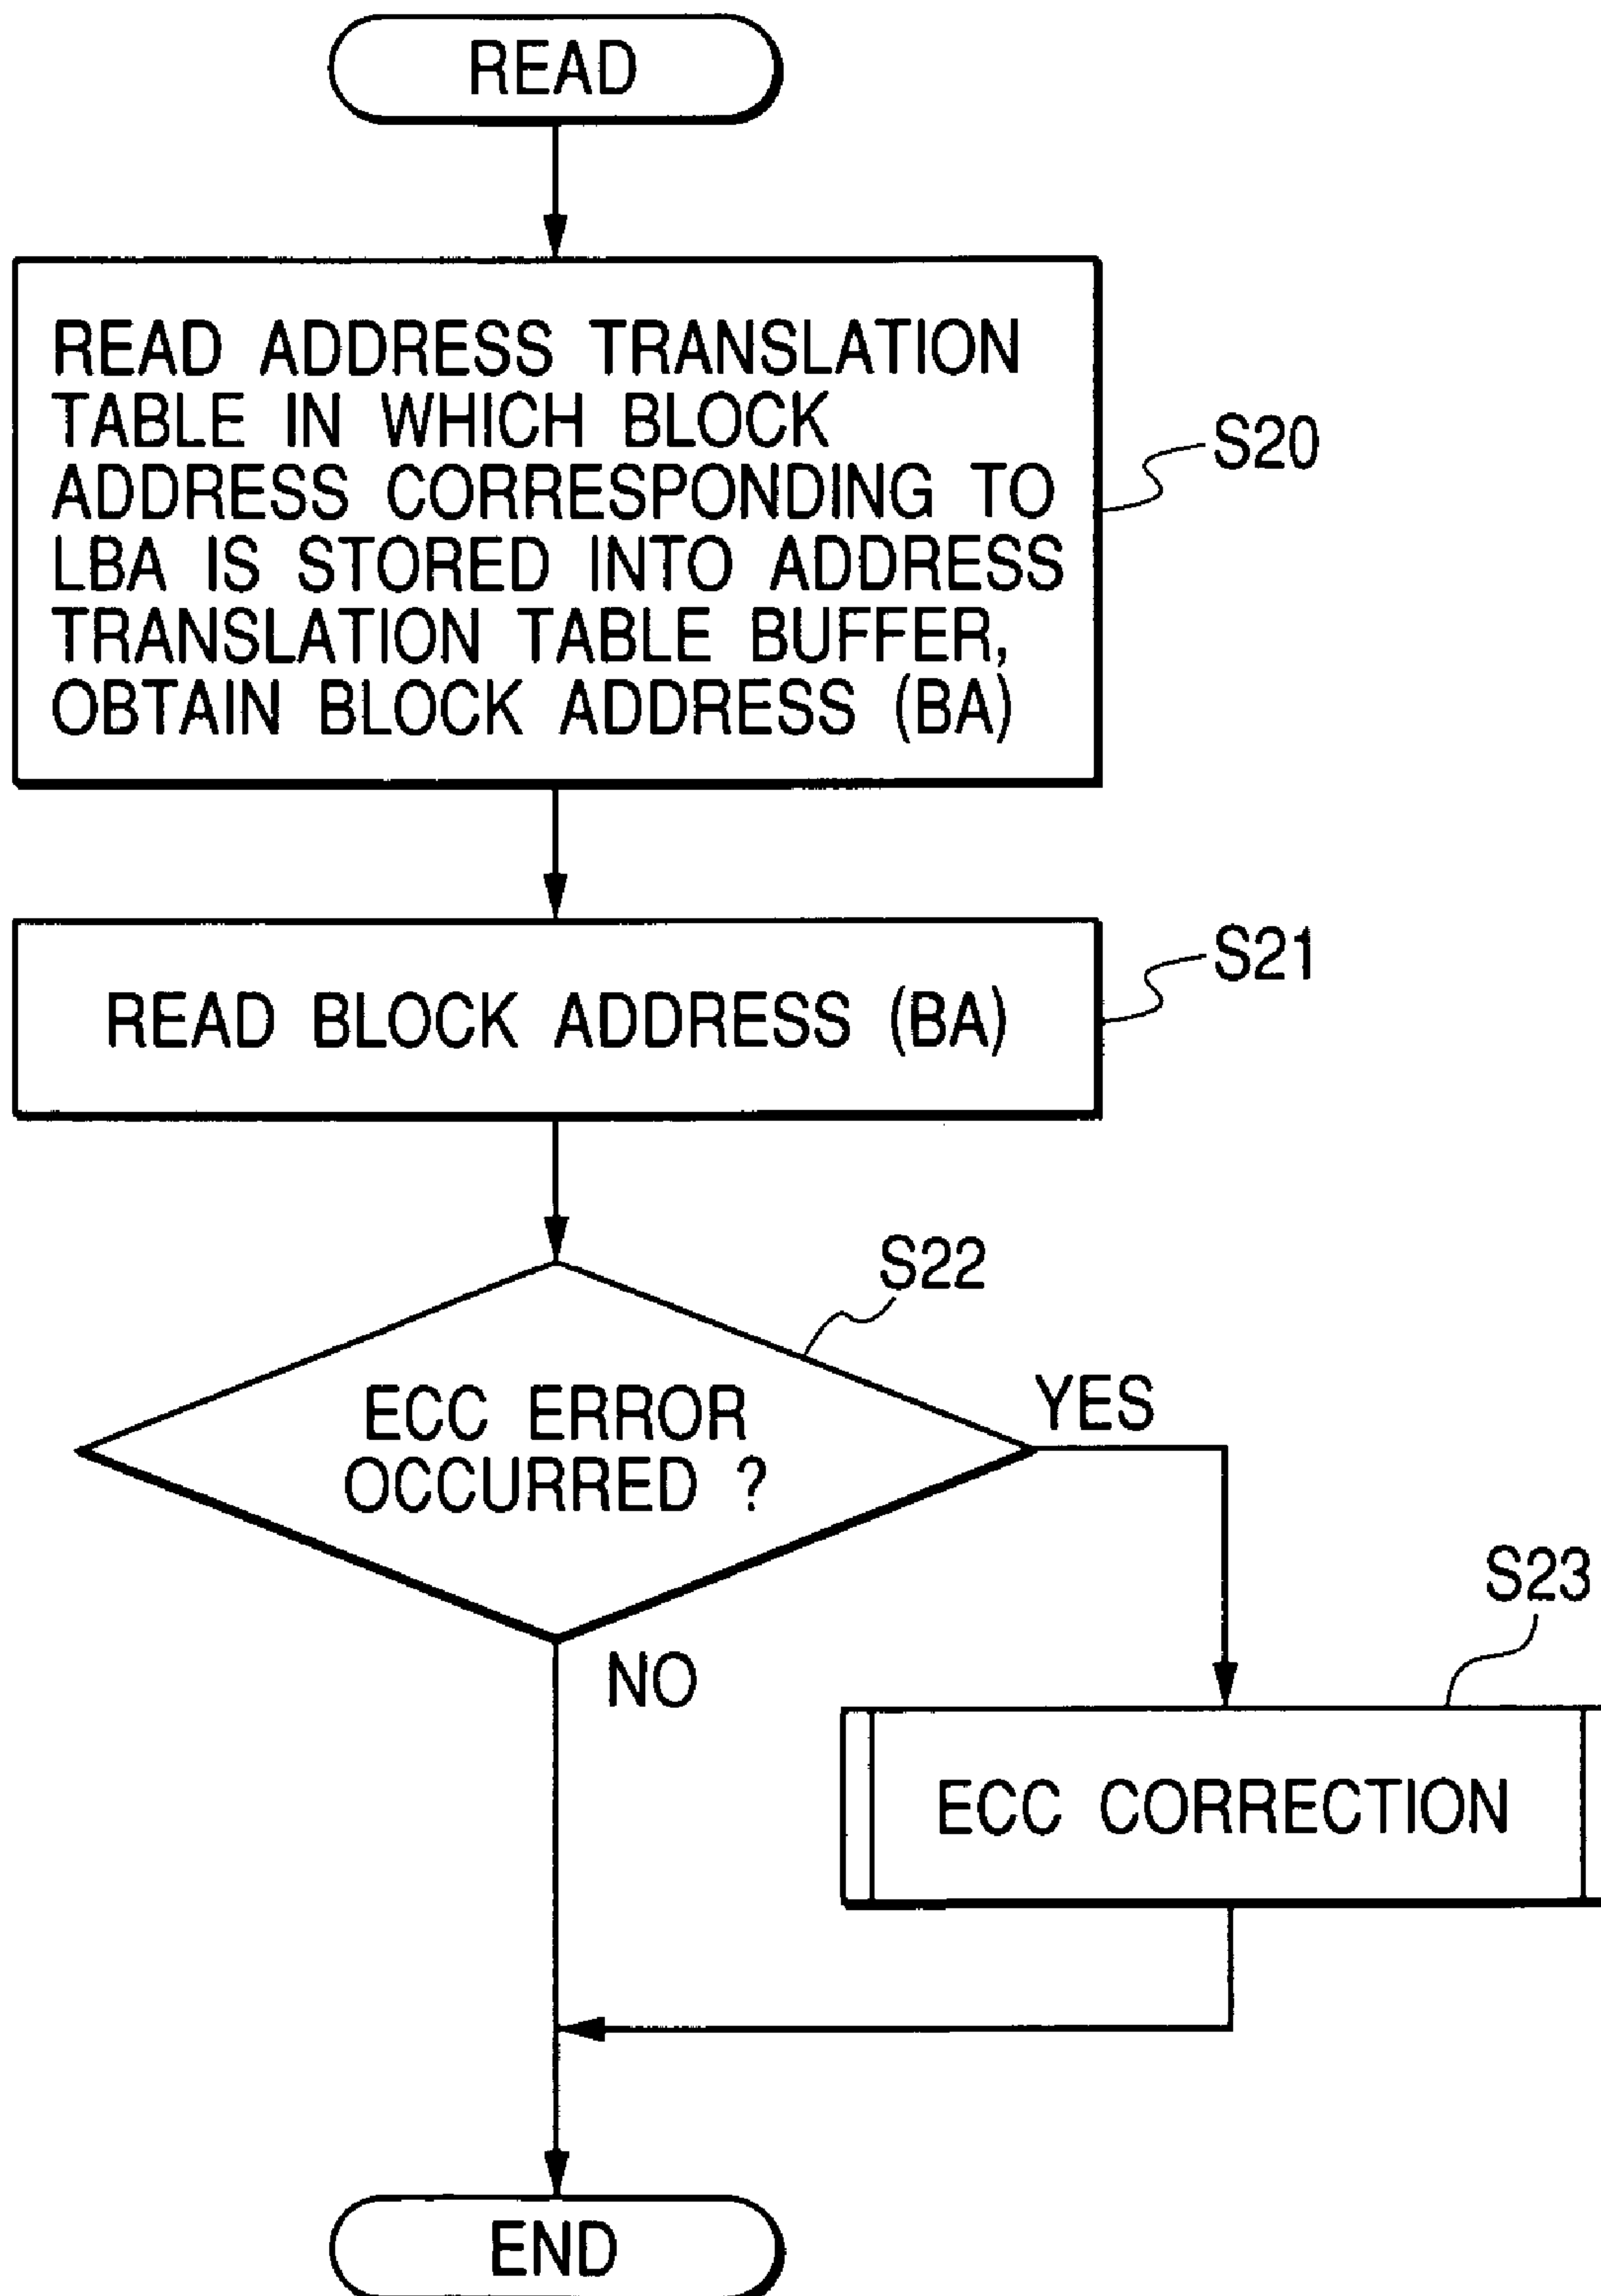 READ
READ ADDRESS TRANSLATION
TABLE IN WHICH BLOCK
ADDRESS CORRESPONDING TO
LBA IS STORED INTO ADDRESS
TRANSLATION TABLE BUFFER,
OBTAIN BLOCK ADDRESS (BA)
S20
READ BLOCK ADDRESS (BA)
S21
S22
ECC ERROR
OCCURRED ?
YES
NO
S23
ECC CORRECTION
END